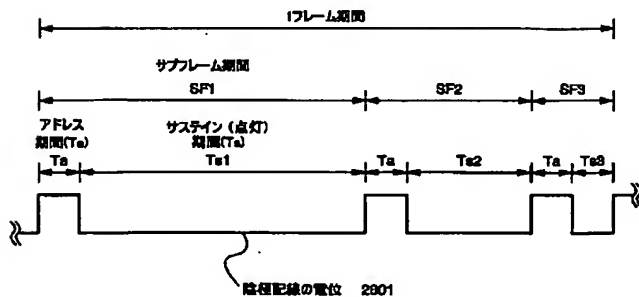 1フレーム期間
サブフレーム期間
SF1 SF2 SF3
アドレス サステイン(点灯)
期間(Ta) 期間(Ts)
Ta Ts1 Ta Ts2 Ta Ts3
陰極配線の電位 2801